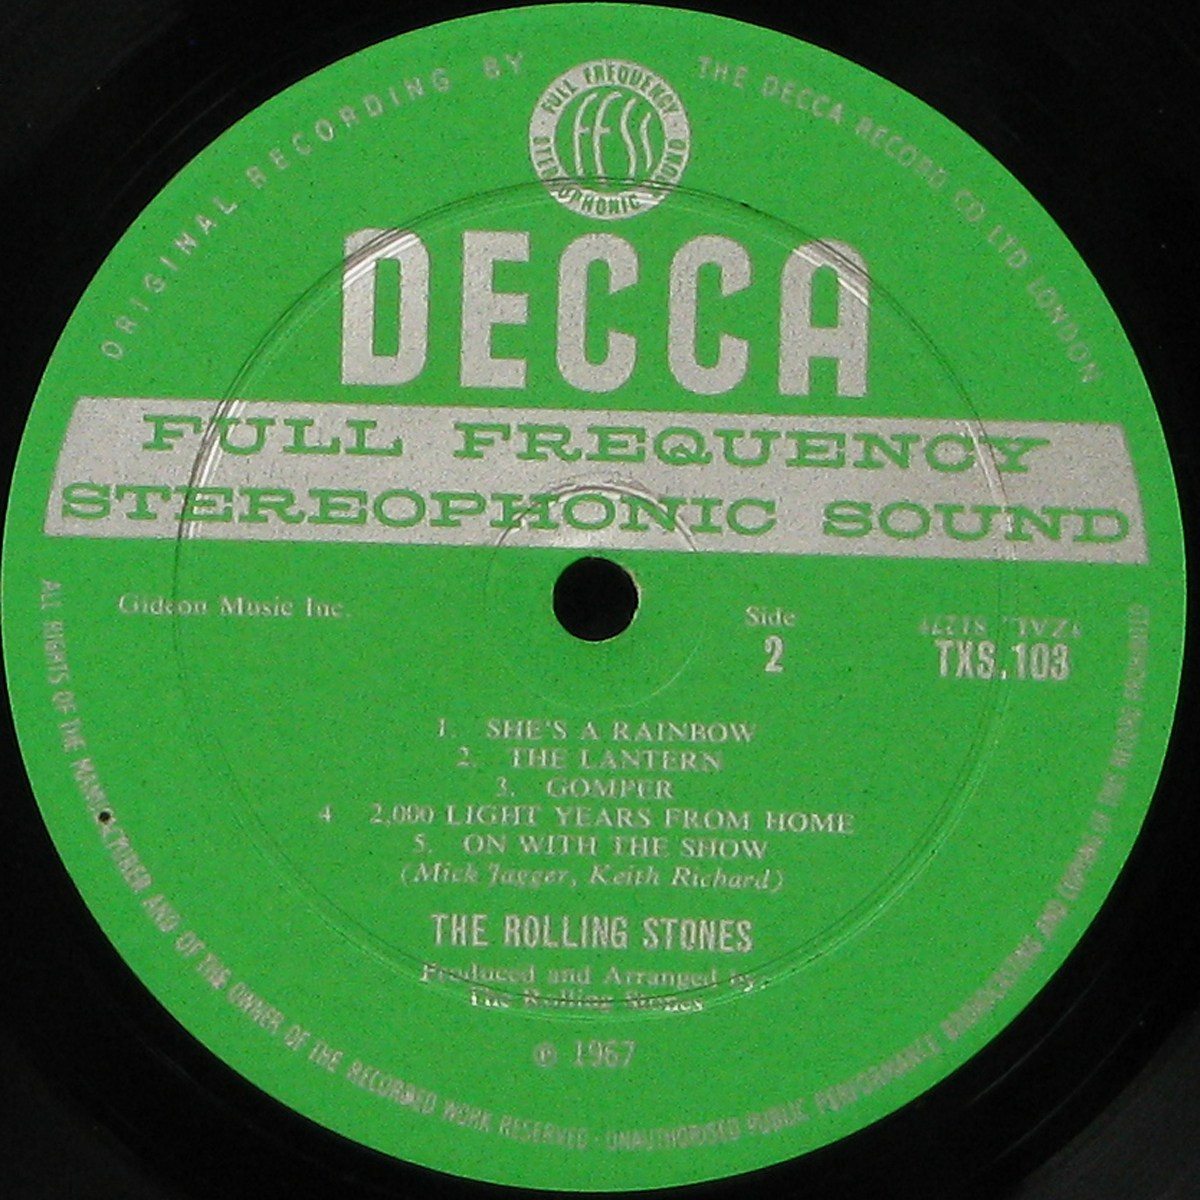 ORIGINAL RECORDING BY
THE DECCA RECORD CO. LTD LONDON
FULL FREQUENCY
FFSS
STEREOPHONIC SOUND
DECCA
FULL FREQUENCY
STEREOPHONIC SOUND
Gideon Music Inc.
Side
2
TXS.103
1. SHE'S A RAINBOW
2. THE LANTERN
3. GOMPER
4 2,000 LIGHT YEARS FROM HOME
5. ON WITH THE SHOW
(Mick Jagger, Keith Richard)
THE ROLLING STONES
Produced and Arranged by:
The Rolling Stones
℗ 1967
ALL RIGHTS OF THE MANUFACTURER AND OF THE OWNER OF THE RECORDED WORK RESERVED · UNAUTHORISED PUBLIC PERFORMANCE BROADCASTING AND COPYING OF THIS RECORD PROHIBITED